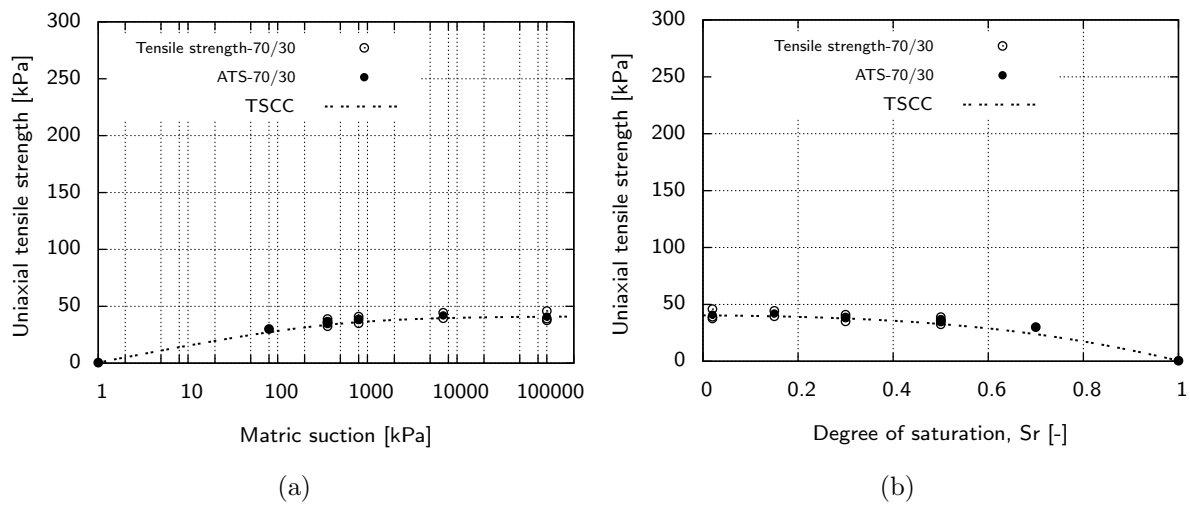 Uniaxial tensile strength [kPa]
300
250
200
150
100
50
0
Tensile strength-70/30
ATS-70/30
TSCC
1 10 100 1000 10000 100000
Matric suction [kPa]
(a)
Uniaxial tensile strength [kPa]
300
250
200
150
100
50
0
Tensile strength-70/30
ATS-70/30
TSCC
0 0.2 0.4 0.6 0.8 1
Degree of saturation, Sr [-]
(b)